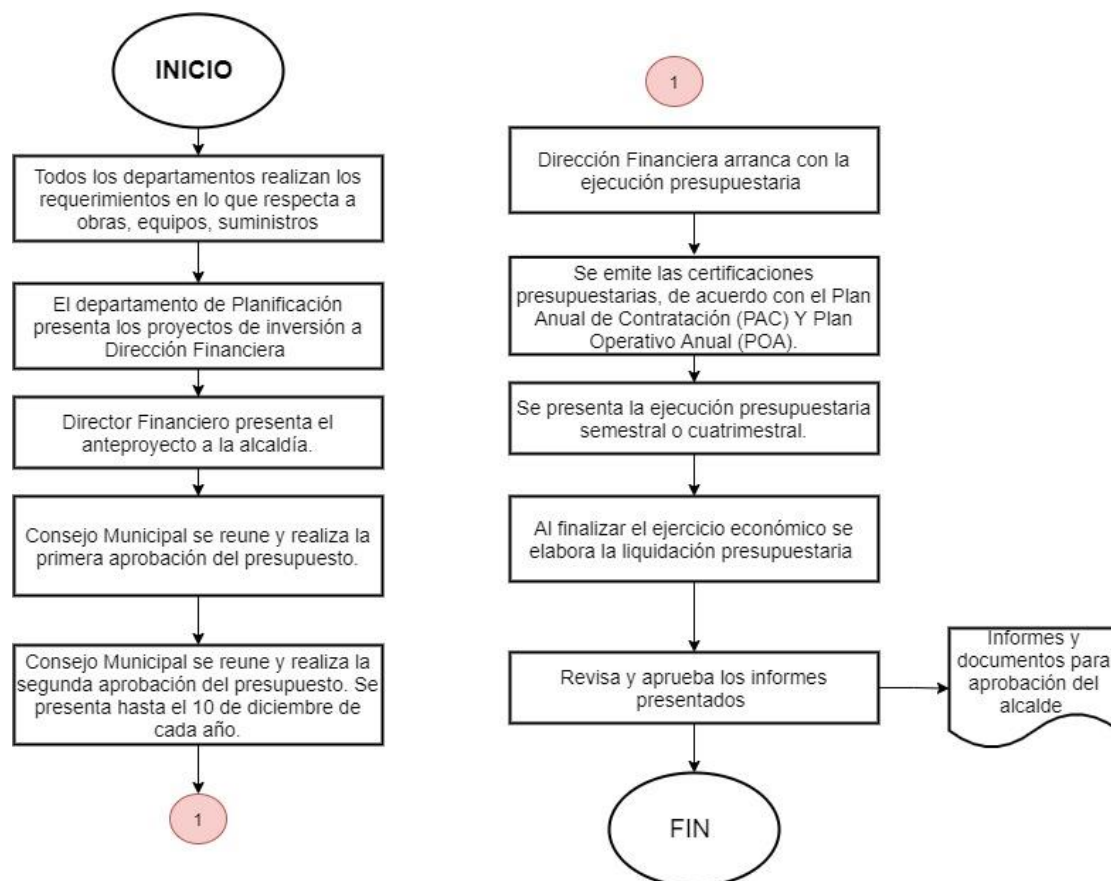 INICIO
Todos los departamentos realizan los
requerimientos en lo que respecta a
obras, equipos, suministros
El departamento de Planificación
presenta los proyectos de inversión a
Dirección Financiera
Director Financiero presenta el
anteproyecto a la alcaldía.
Consejo Municipal se reune y realiza la
primera aprobación del presupuesto.
Consejo Municipal se reune y realiza la
segunda aprobación del presupuesto. Se
presenta hasta el 10 de diciembre de
cada año.
1
1
Dirección Financiera arranca con la
ejecución presupuestaria
Se emite las certificaciones
presupuestarias, de acuerdo con el Plan
Anual de Contratación (PAC) Y Plan
Operativo Anual (POA).
Se presenta la ejecución presupuestaria
semestral o cuatrimestral.
Al finalizar el ejercicio económico se
elabora la liquidación presupuestaria
Revisa y aprueba los informes
presentados
Informes y
documentos para
aprobación del
alcalde
FIN